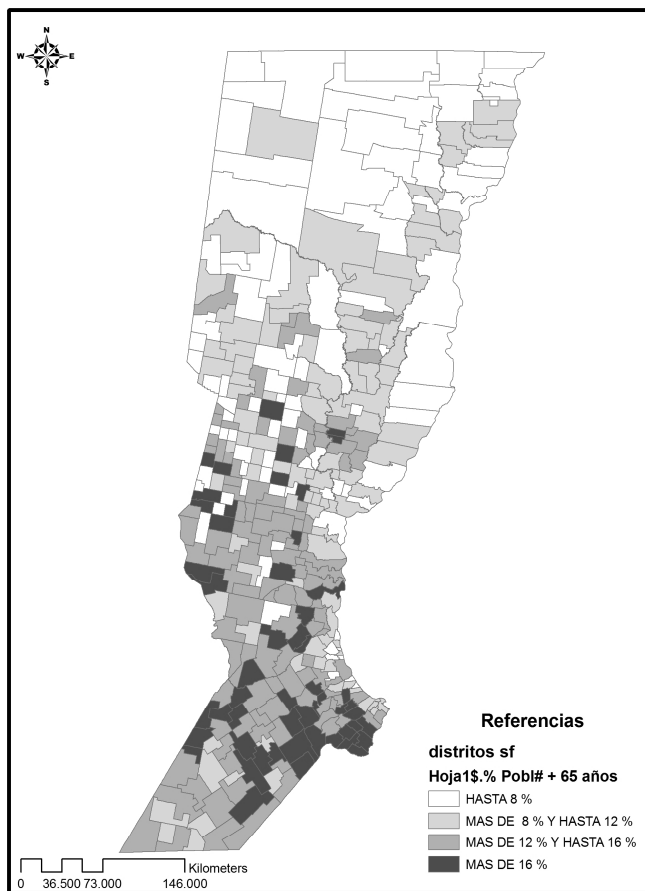 N
W E
S
Referencias
distritos sf
Hoja1$.% Pobl# + 65 años
HASTA 8 %
MAS DE 8 % Y HASTA 12 %
MAS DE 12 % Y HASTA 16 %
MAS DE 16 %
Kilometers
0 36.500 73.000 146.000